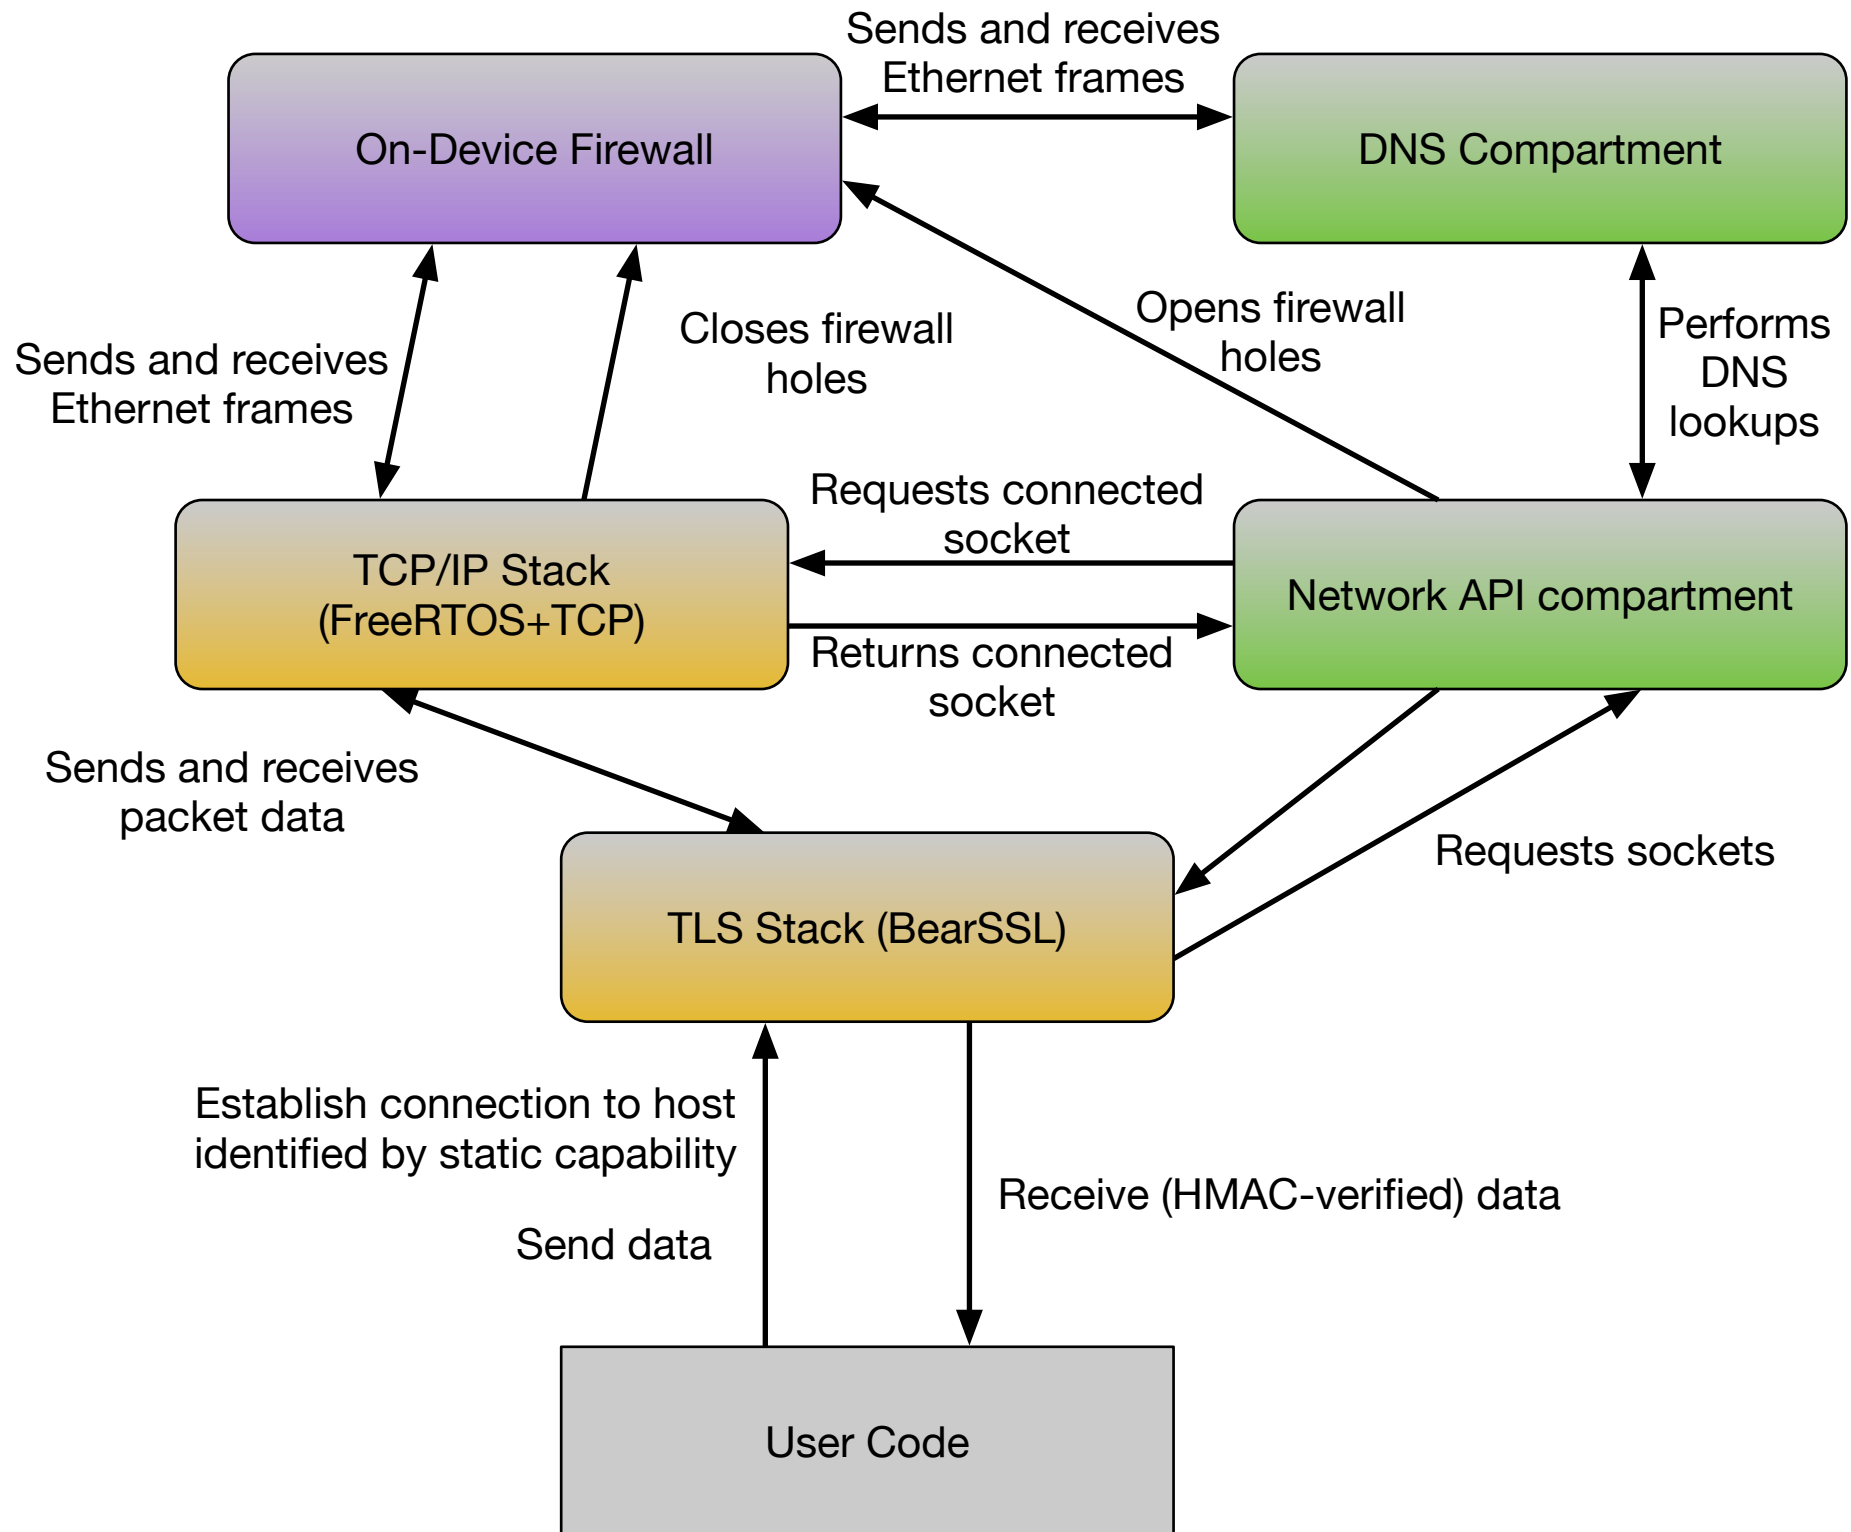 Sends and receives
Ethernet frames
On-Device Firewall
DNS Compartment
Sends and receives
Ethernet frames
Closes firewall
holes
Opens firewall
holes
Performs
DNS
lookups
Requests connected
socket
TCP/IP Stack
(FreeRTOS+TCP)
Network API compartment
Returns connected
socket
Sends and receives
packet data
Requests sockets
TLS Stack (BearSSL)
Establish connection to host
identified by static capability
Send data
Receive (HMAC-verified) data
User Code